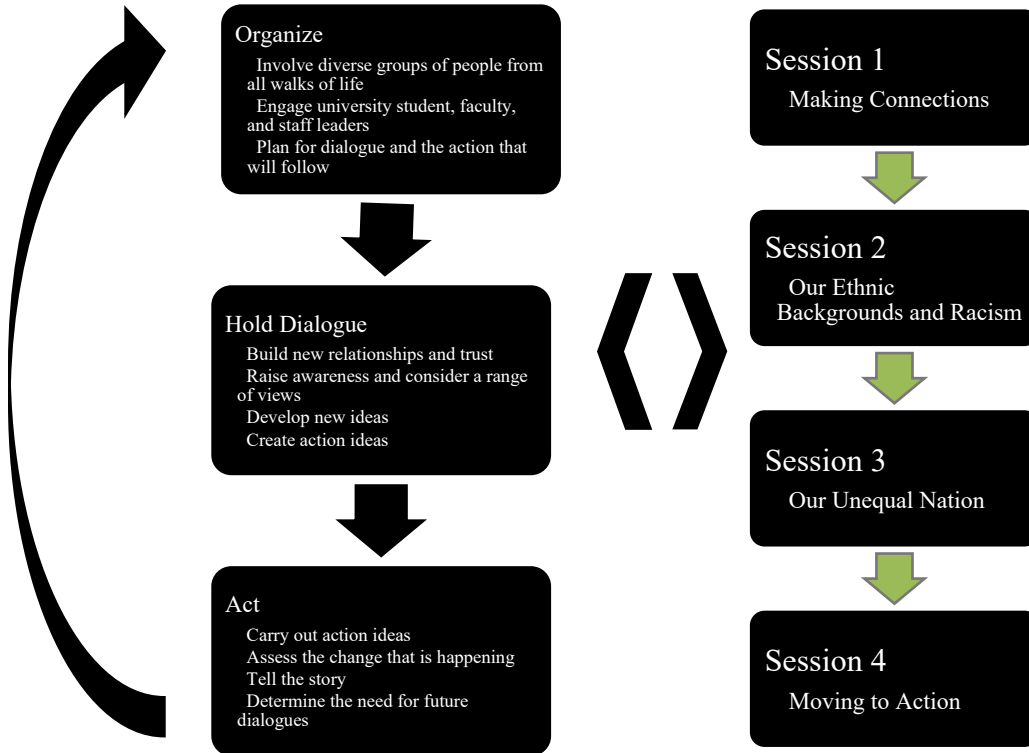 Organize
Involve diverse groups of people from
all walks of life
Engage university student, faculty,
and staff leaders
Plan for dialogue and the action that
will follow
Hold Dialogue
Build new relationships and trust
Raise awareness and consider a range
of views
Develop new ideas
Create action ideas
Act
Carry out action ideas
Assess the change that is happening
Tell the story
Determine the need for future
dialogues
Session 1
Making Connections
Session 2
Our Ethnic
Backgrounds and Racism
Session 3
Our Unequal Nation
Session 4
Moving to Action